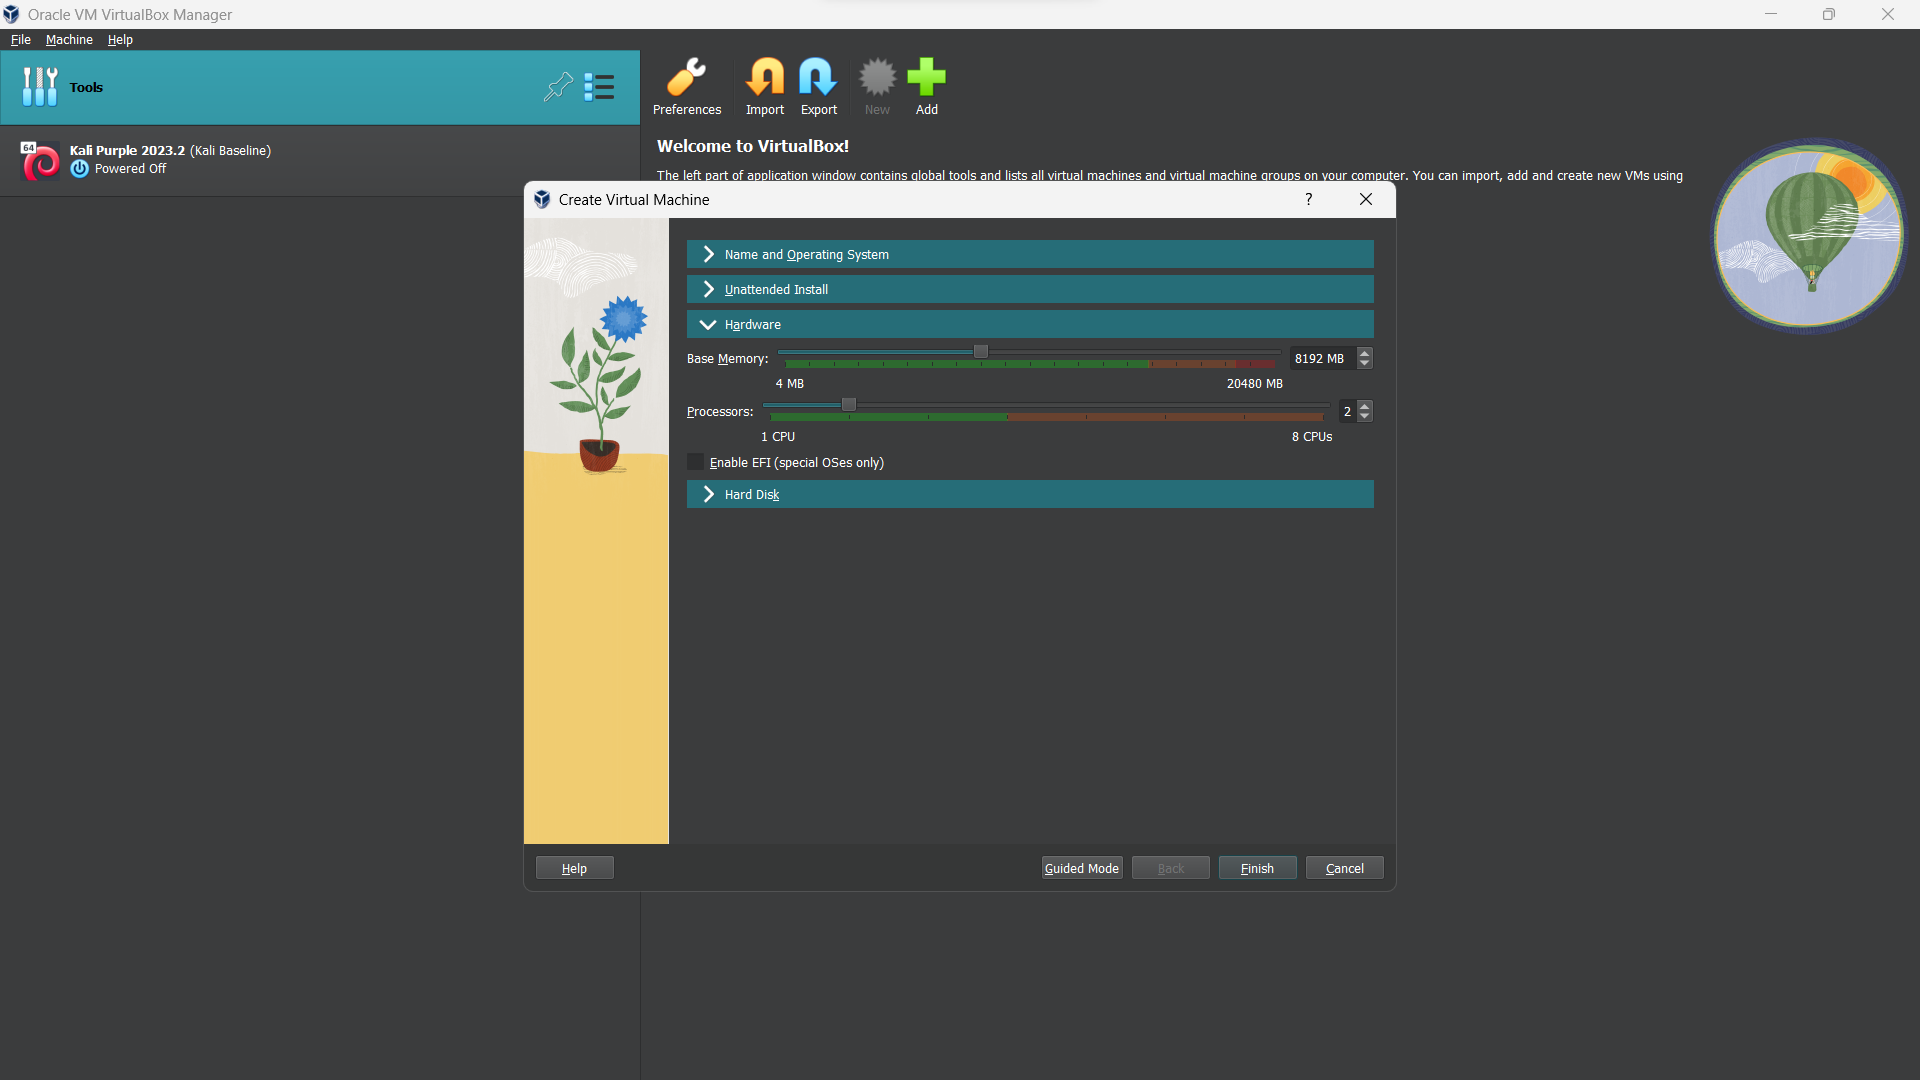 Oracle VM VirtualBox Manager
File Machine Help
Tools
Preferences Import Export New Add
64
Kali Purple 2023.2 (Kali Baseline)
Powered Off
Welcome to VirtualBox!
The left part of application window contains global tools and lists all virtual machines and virtual machine groups on your computer. You can import, add and create new VMs using
Create Virtual Machine ?
Name and Operating System
Unattended Install
Hardware
Base Memory: 8192 MB
4 MB 20480 MB
Processors: 2
1 CPU 8 CPUs
Enable EFI (special OSes only)
Hard Disk
Help Guided Mode Back Finish Cancel